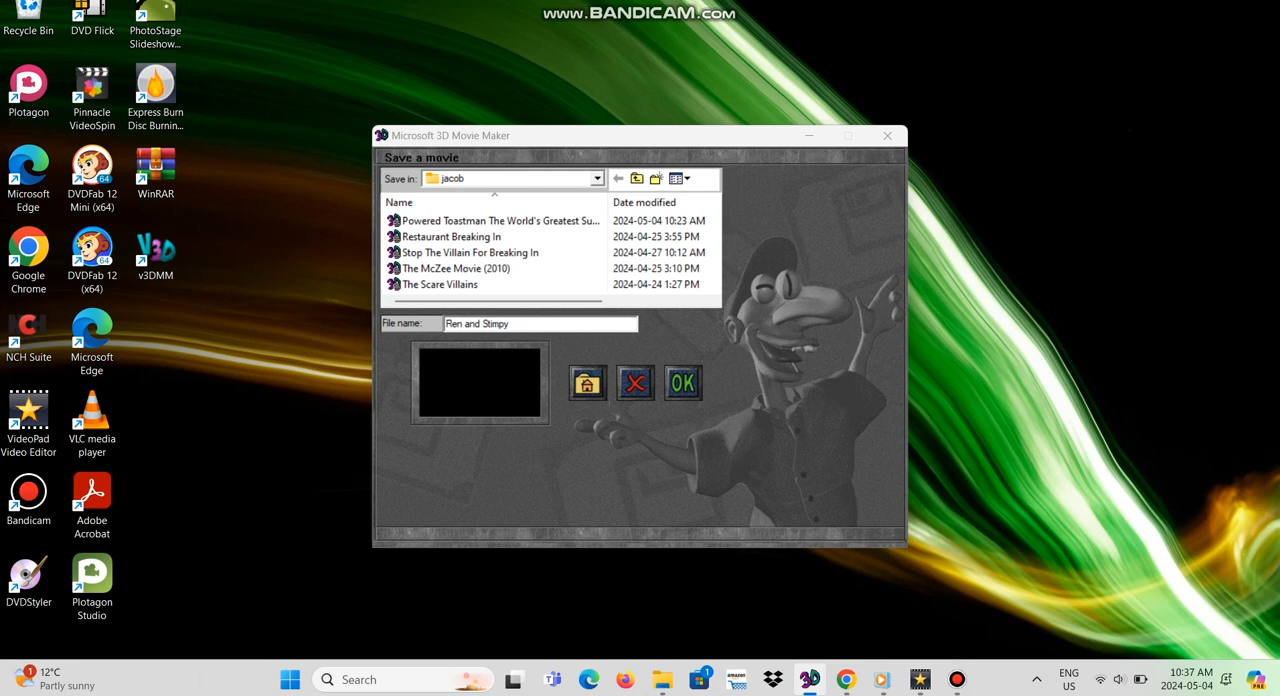 www.BANDICAM.com
Recycle Bin
DVD Flick
PhotoStage
Slideshow...
Plotagon
Pinnacle
VideoSpin
Express Burn
Disc Burnin...
Microsoft
Edge
DVDFab 12
Mini (x64)
WinRAR
Google
Chrome
DVDFab 12
(x64)
v3DMM
NCH Suite
Microsoft
Edge
VideoPad
Video Editor
VLC media
player
Bandicam
Adobe
Acrobat
DVDStyler
Plotagon
Studio
Microsoft 3D Movie Maker
Save a movie
Save in: jacob
Name Date modified
Powered Toastman The World's Greatest Su... 2024-05-04 10:23 AM
Restaurant Breaking In 2024-04-25 3:55 PM
Stop The Villain For Breaking In 2024-04-27 10:12 AM
The McZee Movie (2010) 2024-04-25 3:10 PM
The Scare Villains 2024-04-24 1:27 PM
File name: Ren and Stimpy
OK
1
12°C
Partly sunny
Search
1
amazon
3D
ENG
US
10:37 AM
2024-05-04
PRE